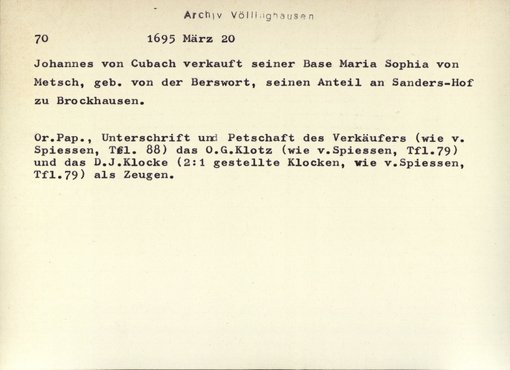 Archiv Völlinghausen
70 1695 März 20
Johannes von Cubach verkauft seiner Base Maria Sophia von
Metsch, geb. von der Berswort, seinen Anteil an Sanders-Hof
zu Brockhausen.
Or.Pap., Unterschrift und Petschaft des Verkäufers (wie v.
Spiessen, Tfl. 88) das O.G.Klotz (wie v.Spiessen, Tfl.79)
und das D.J.Klocke (2:1 gestellte Klocken, wie v.Spiessen,
Tfl.79) als Zeugen.